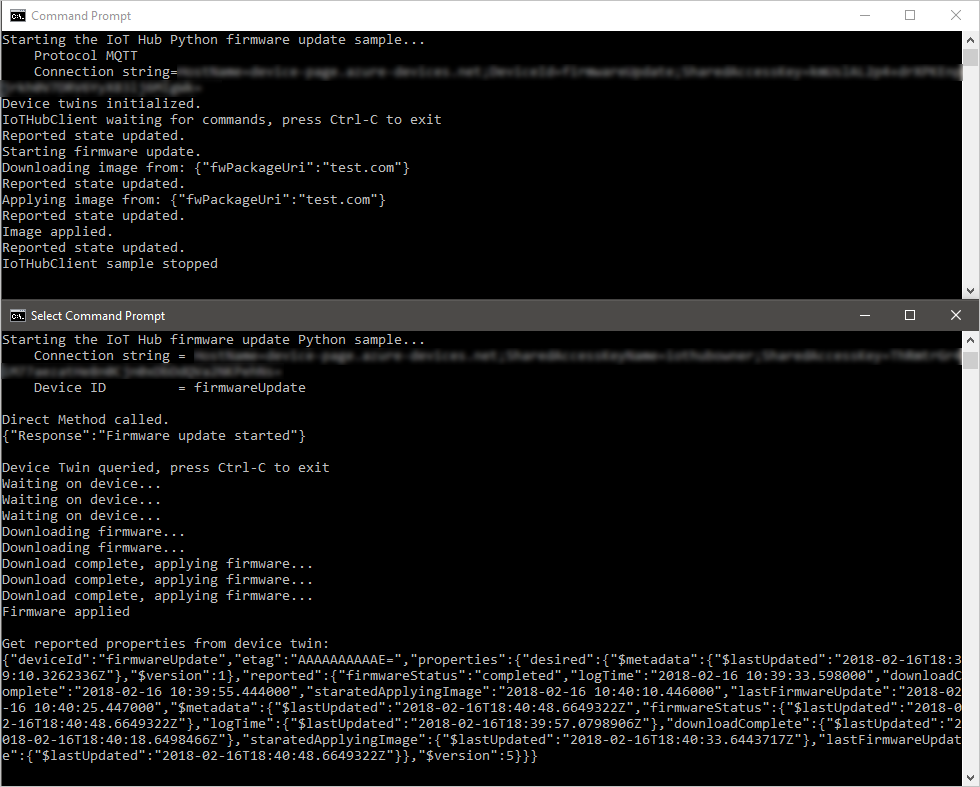 Command Prompt
Starting the IoT Hub Python firmware update sample...
    Protocol MQTT
    Connection string=
Device twins initialized.
IoTHubClient waiting for commands, press Ctrl-C to exit
Reported state updated.
Starting firmware update.
Downloading image from: {"fwPackageUri":"test.com"}
Reported state updated.
Applying image from: {"fwPackageUri":"test.com"}
Reported state updated.
Image applied.
Reported state updated.
IoTHubClient sample stopped
Select Command Prompt
Starting the IoT Hub firmware update Python sample...
    Connection string =
    Device ID         = firmwareUpdate
Direct Method called.
{"Response":"Firmware update started"}
Device Twin queried, press Ctrl-C to exit
Waiting on device...
Waiting on device...
Waiting on device...
Downloading firmware...
Downloading firmware...
Download complete, applying firmware...
Download complete, applying firmware...
Download complete, applying firmware...
Firmware applied
Get reported properties from device twin:
{"deviceId":"firmwareUpdate","etag":"AAAAAAAAAAE=","properties":{"desired":{"$metadata":{"$lastUpdated":"2018-02-16T18:3
9:10.3262336Z"},"$version":1},"reported":{"firmwareStatus":"completed","logTime":"2018-02-16 10:39:33.598000","downloadC
omplete":"2018-02-16 10:39:55.444000","staratedApplyingImage":"2018-02-16 10:40:10.446000","lastFirmwareUpdate":"2018-02
-16 10:40:25.447000","$metadata":{"$lastUpdated":"2018-02-16T18:40:48.6649322Z","firmwareStatus":{"$lastUpdated":"2018-0
2-16T18:40:48.6649322Z"},"logTime":{"$lastUpdated":"2018-02-16T18:39:57.0798906Z"},"downloadComplete":{"$lastUpdated":"2
018-02-16T18:40:18.6498466Z"},"staratedApplyingImage":{"$lastUpdated":"2018-02-16T18:40:33.6443717Z"},"lastFirmwareUpdat
e":{"$lastUpdated":"2018-02-16T18:40:48.6649322Z"}},"$version":5}}}